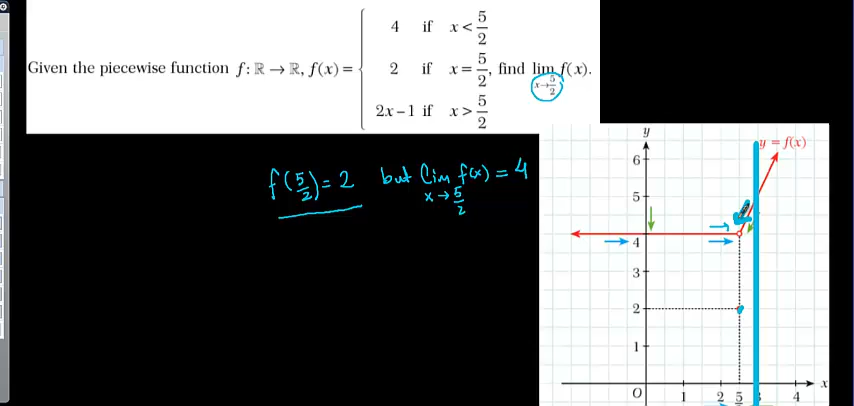 Given the piecewise function f : ℝ → ℝ, f(x) = { 4 if x < 5/2
2 if x = 5/2, find lim x→5/2 f(x).
2x – 1 if x > 5/2
f(5/2) = 2 but lim x→5/2 f(x) = 4
y
y = f(x)
6
5
4
3
2
1
O 1 2 5 3 4 x